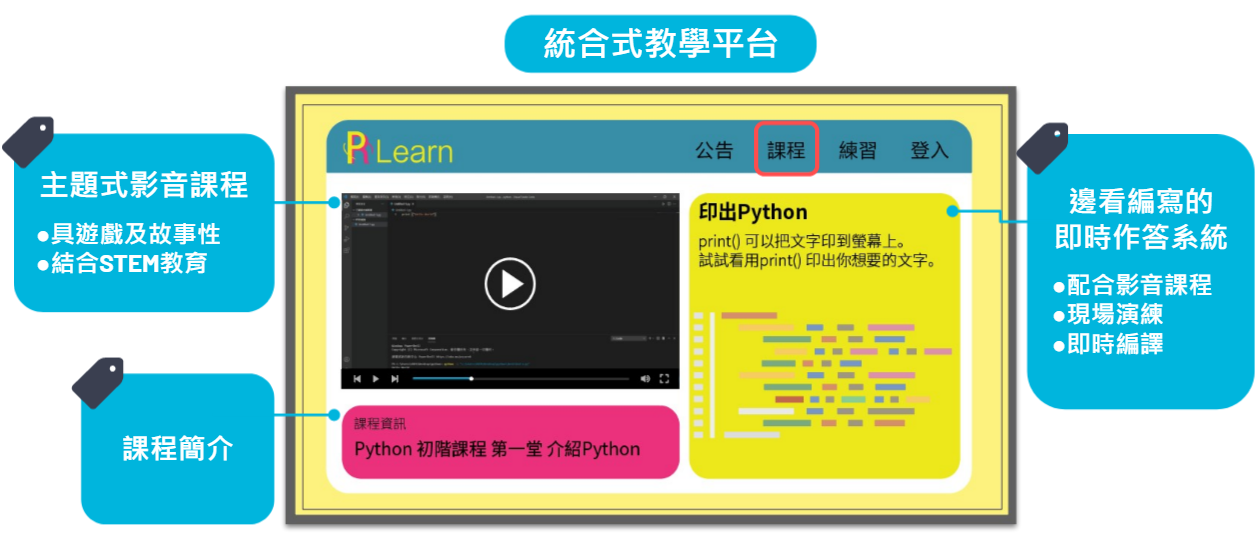 統合式教學平台
PR Learn
公告 課程 練習 登入
主題式影音課程
●具遊戲及故事性
●結合STEM教育
印出Python
print() 可以把文字印到螢幕上。
試試看用print() 印出你想要的文字。
邊看編寫的
即時作答系統
●配合影音課程
●現場演練
●即時編譯
課程簡介
課程資訊
Python 初階課程 第一堂 介紹Python